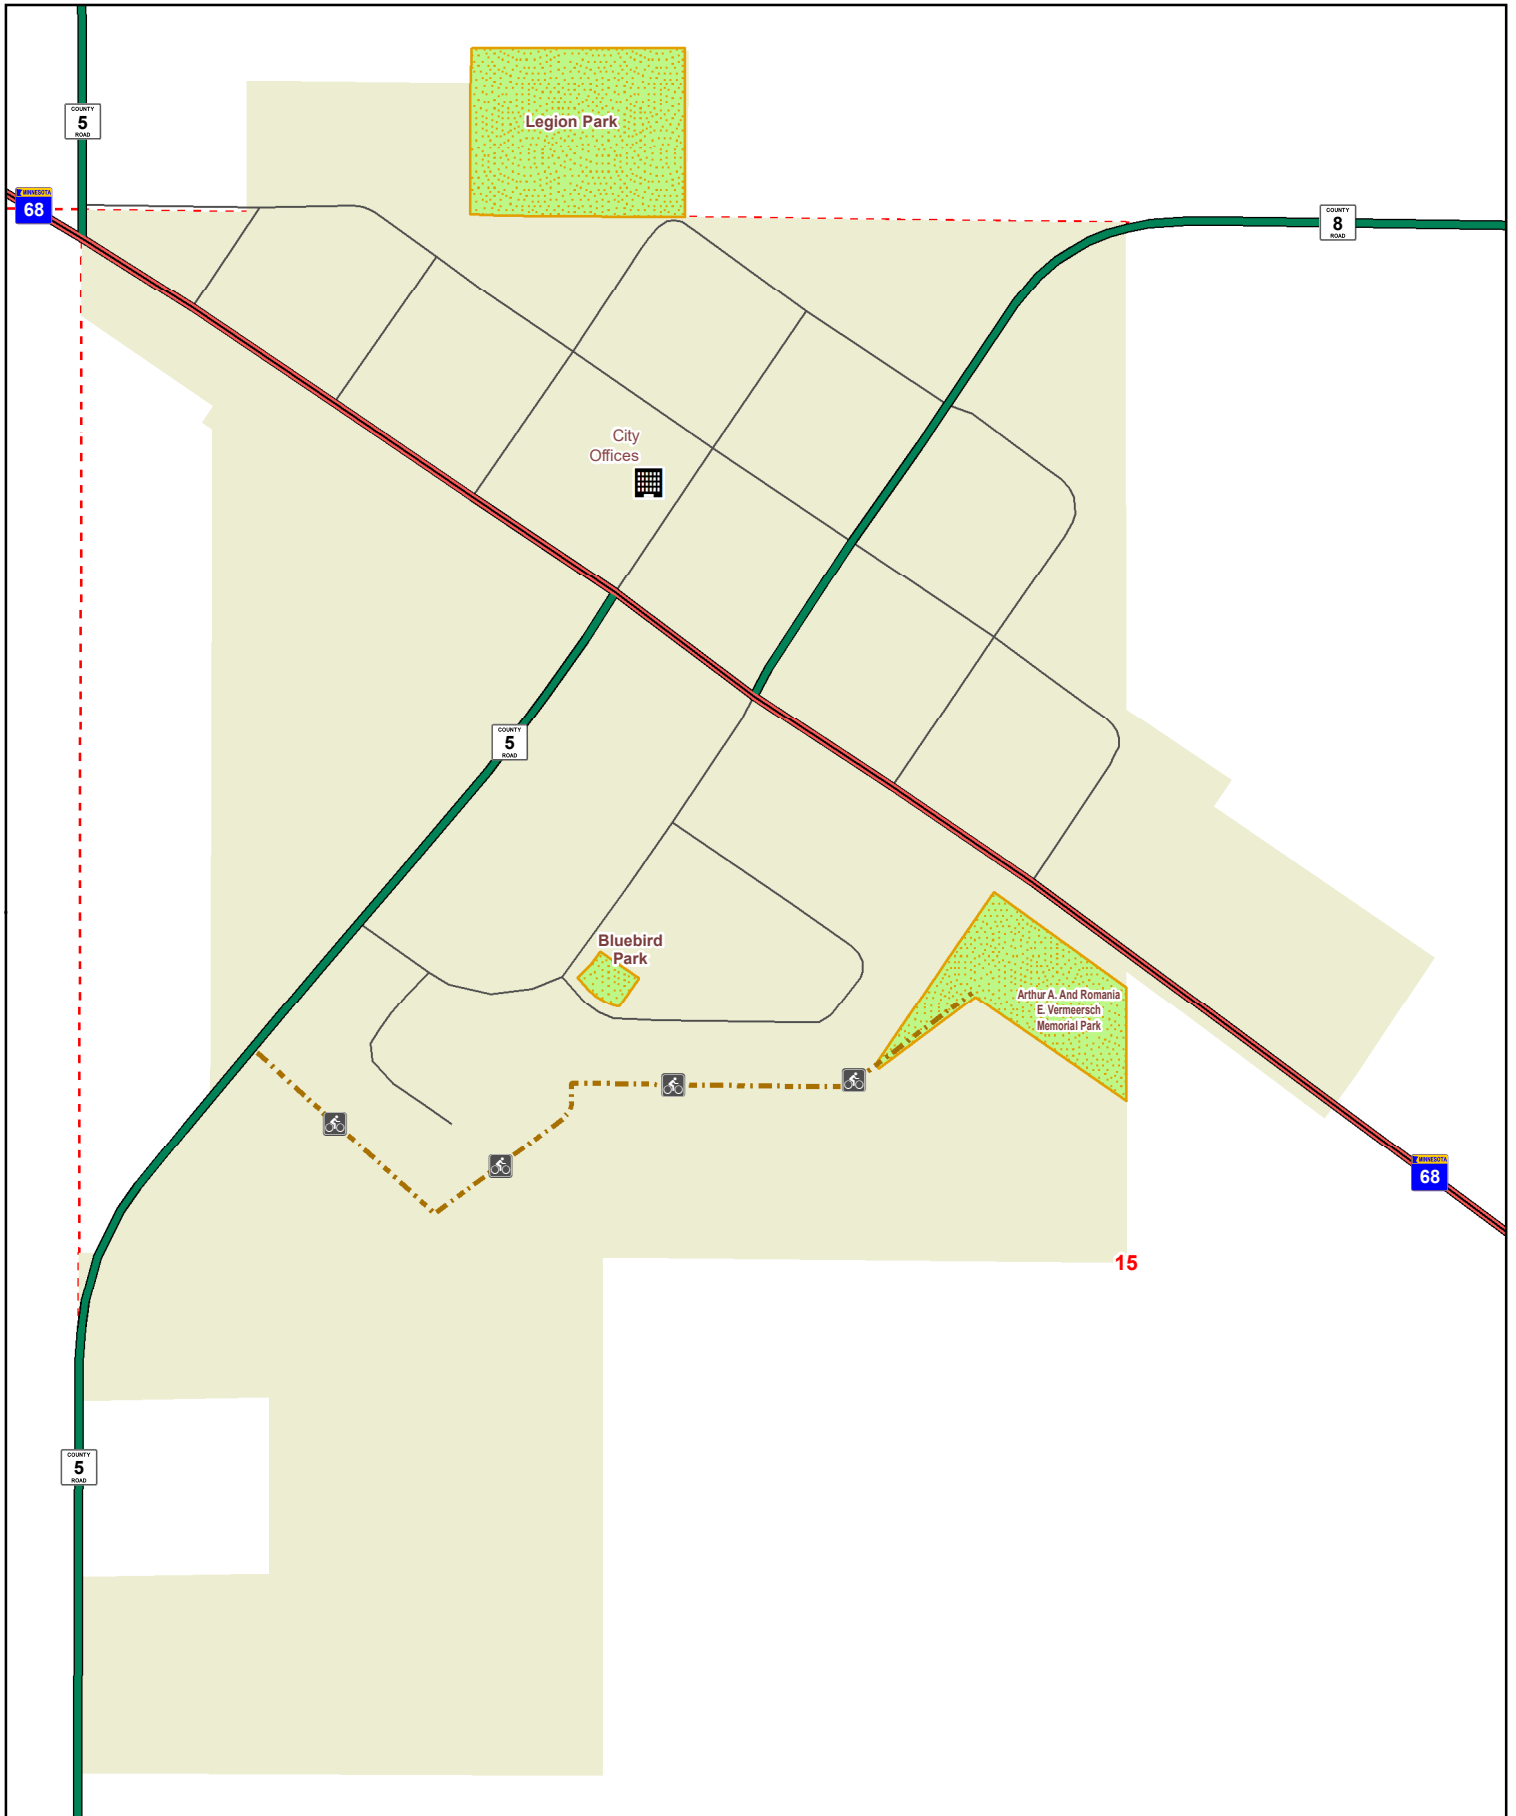 Legion Park
COUNTY
5
ROAD
MINNESOTA
68
COUNTY
8
ROAD
City
Offices
COUNTY
5
ROAD
Bluebird
Park
Arthur A. And Romania
E. Vermeersch
Memorial Park
MINNESOTA
68
15
COUNTY
5
ROAD